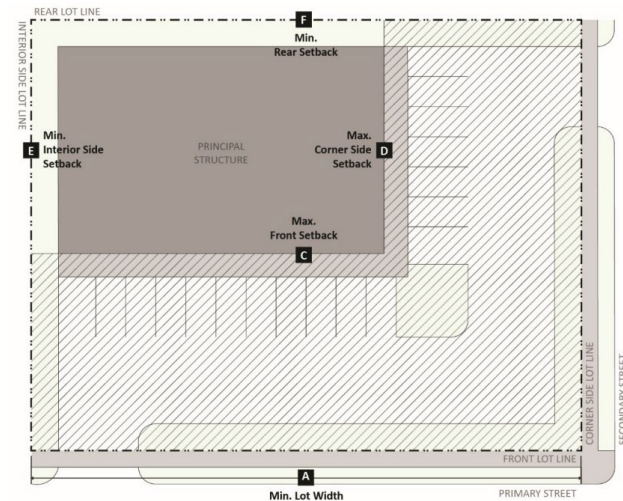 REAR LOT LINE
INTERIOR SIDE LOT LINE
F
Min.
Rear Setback
E
Min.
Interior Side
Setback
PRINCIPAL
STRUCTURE
Max.
Corner Side
Setback
D
Max.
Front Setback
C
CORNER SIDE LOT LINE
SECONDARY STREET
FRONT LOT LINE
A
Min. Lot Width
PRIMARY STREET